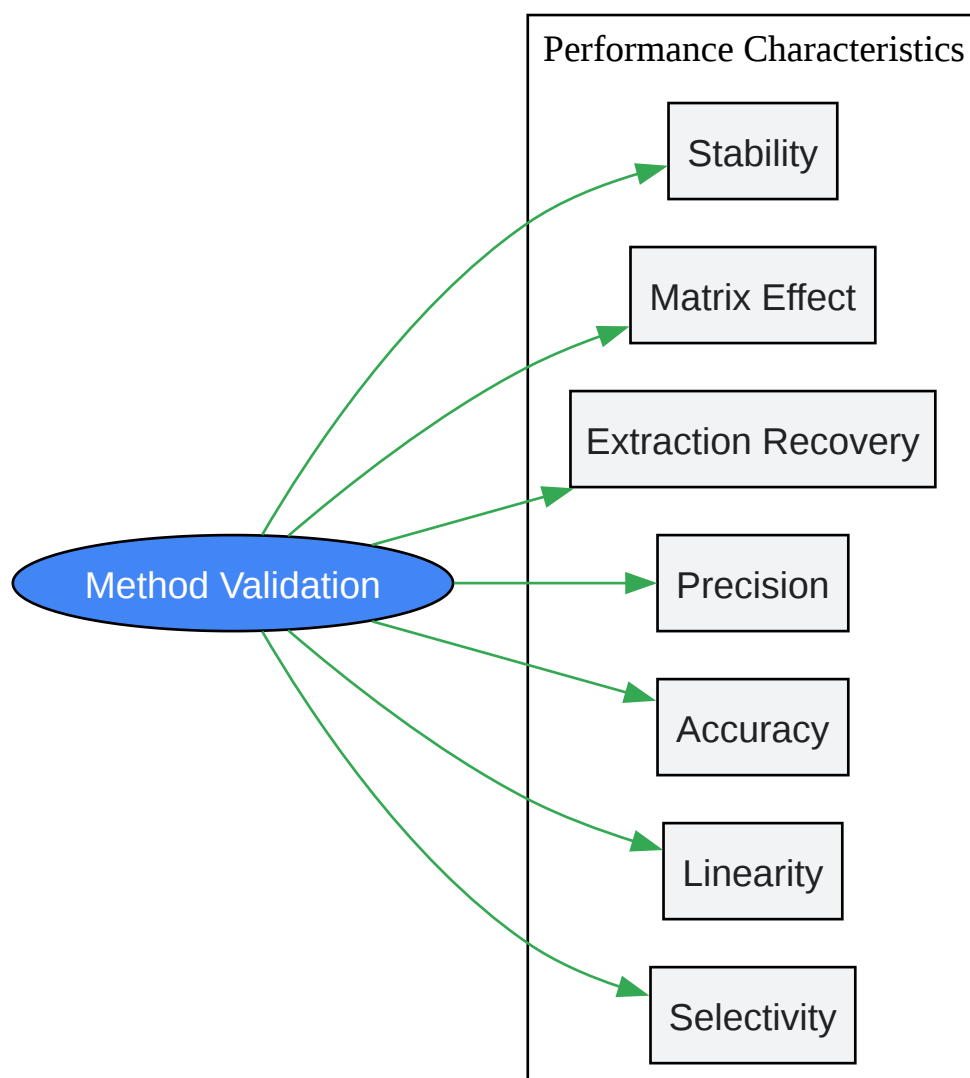 Performance Characteristics
Stability
Matrix Effect
Extraction Recovery
Method Validation
Precision
Accuracy
Linearity
Selectivity